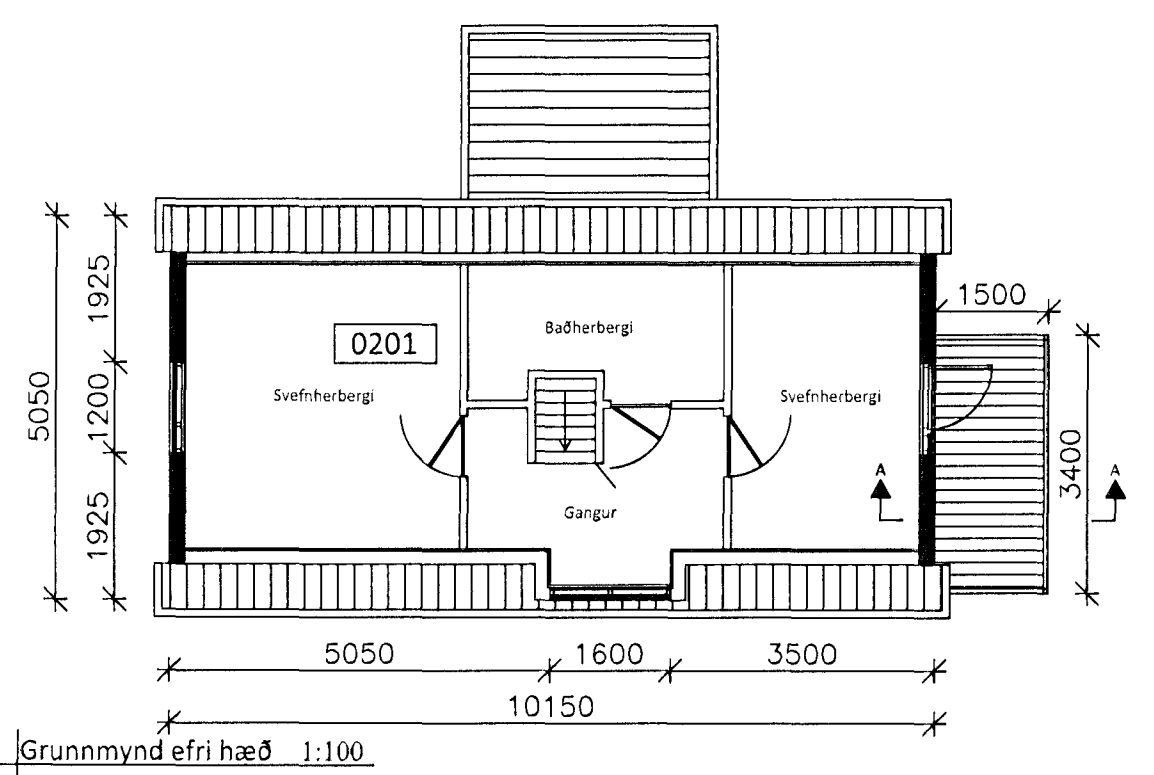 1925
1200
1925
5050
1500
3400
Baðherbergi
0201
Svefnherbergi
Svefnherbergi
A
A
Gangur
5050
1600
3500
10150
Grunnmynd efri hæð 1:100